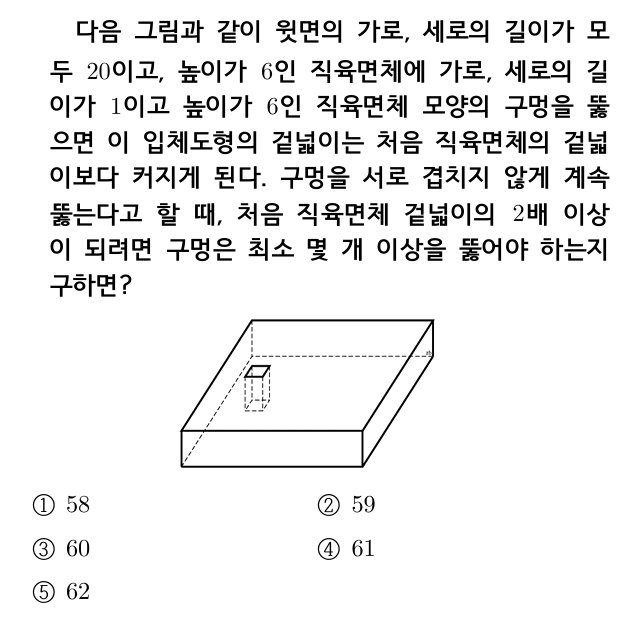 다음 그림과 같이 윗면의 가로, 세로의 길이가 모
두 20이고, 높이가 6인 직육면체에 가로, 세로의 길
이가 1이고 높이가 6인 직육면체 모양의 구멍을 뚫
으면 이 입체도형의 겉넓이는 처음 직육면체의 겉넓
이보다 커지게 된다. 구멍을 서로 겹치지 않게 계속
뚫는다고 할 때, 처음 직육면체 겉넓이의 2배 이상
이 되려면 구멍은 최소 몇 개 이상을 뚫어야 하는지
구하면?
① 58 ② 59
③ 60 ④ 61
⑤ 62